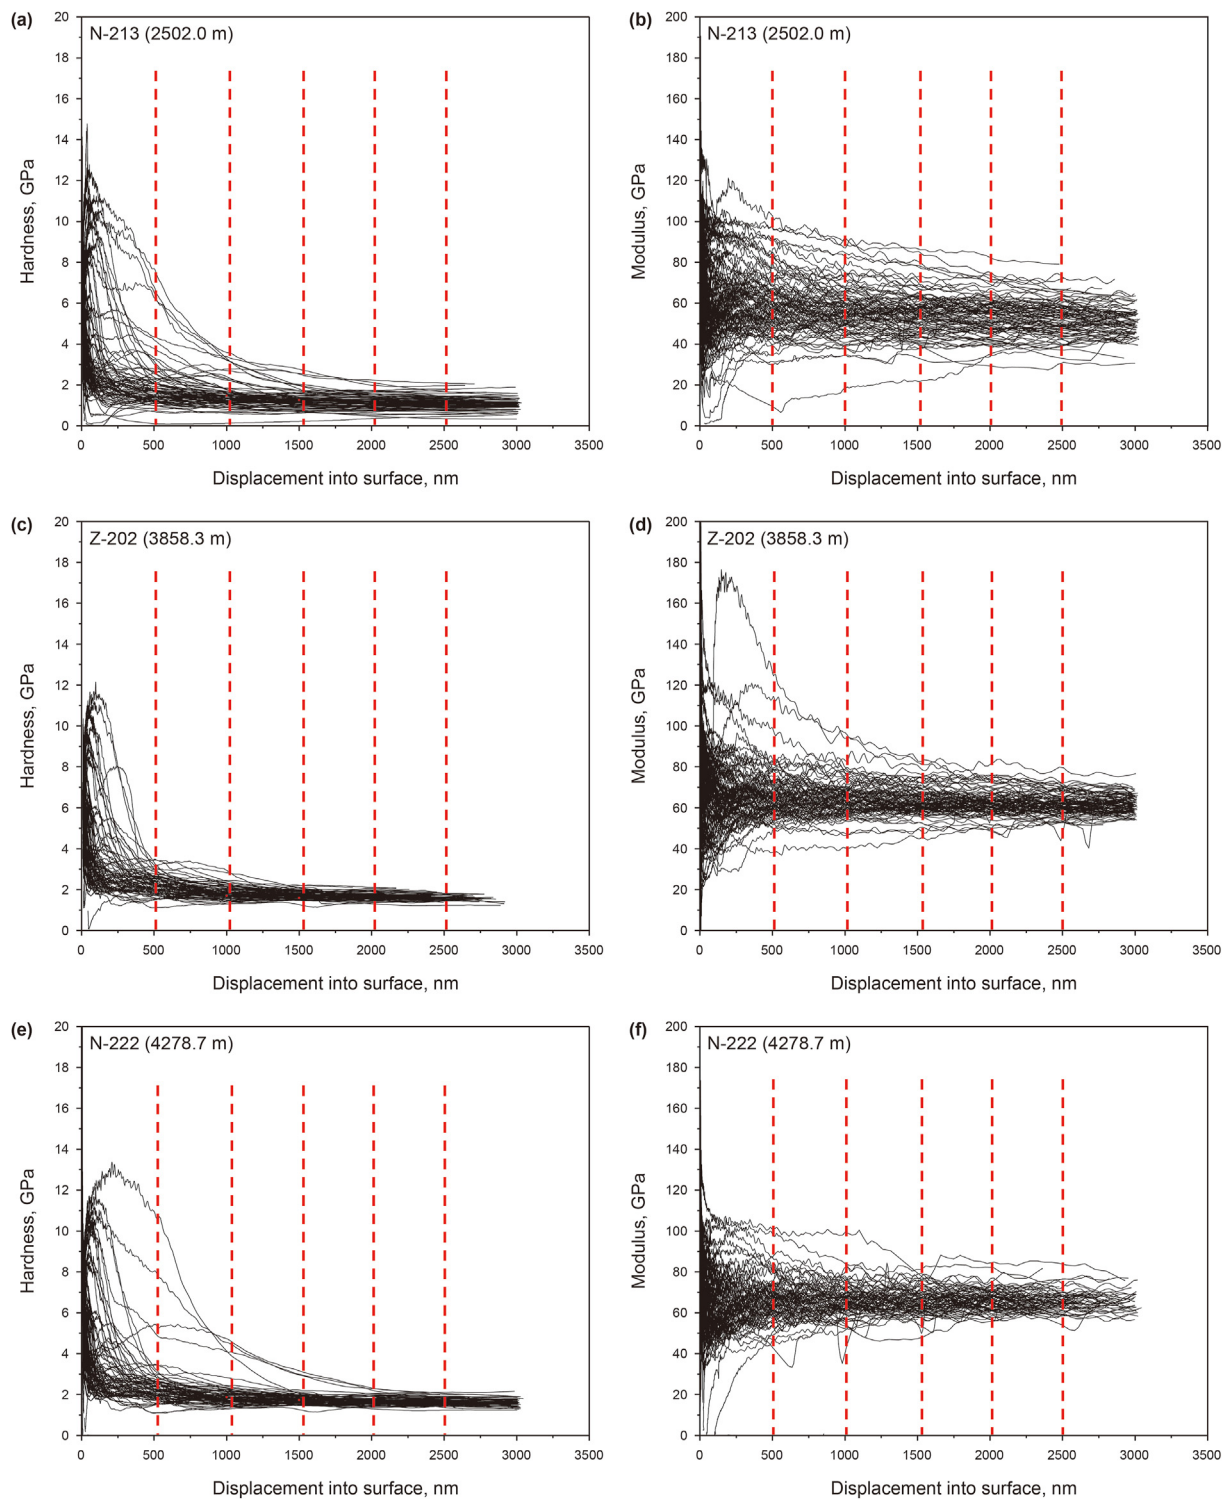 (a)
20
18
16
14
12
10
8
6
4
2
0
Hardness, GPa
N-213 (2502.0 m)
0 500 1000 1500 2000 2500 3000 3500
Displacement into surface, nm
(b)
200
180
160
140
120
100
80
60
40
20
0
Modulus, GPa
N-213 (2502.0 m)
0 500 1000 1500 2000 2500 3000 3500
Displacement into surface, nm
(c)
20
18
16
14
12
10
8
6
4
2
0
Hardness, GPa
Z-202 (3858.3 m)
0 500 1000 1500 2000 2500 3000 3500
Displacement into surface, nm
(d)
200
180
160
140
120
100
80
60
40
20
0
Modulus, GPa
Z-202 (3858.3 m)
0 500 1000 1500 2000 2500 3000 3500
Displacement into surface, nm
(e)
20
18
16
14
12
10
8
6
4
2
0
Hardness, GPa
N-222 (4278.7 m)
0 500 1000 1500 2000 2500 3000 3500
Displacement into surface, nm
(f)
200
180
160
140
120
100
80
60
40
20
0
Modulus, GPa
N-222 (4278.7 m)
0 500 1000 1500 2000 2500 3000 3500
Displacement into surface, nm